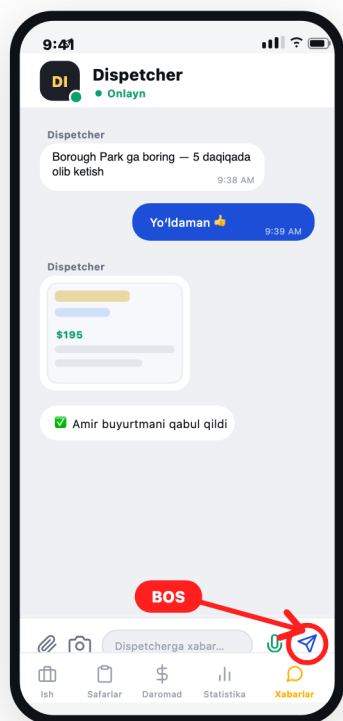 9:41
DI
Dispetcher
Onlayn
Dispetcher
Borough Park ga boring — 5 daqiqada
olib ketish
9:38 AM
Yo'ldaman 👍
9:39 AM
Dispetcher
$195
✅ Amir buyurtmani qabul qildi
BOS
Dispetcherga xabar...
Ish
Safarlar
Daromad
Statistika
Xabarlar